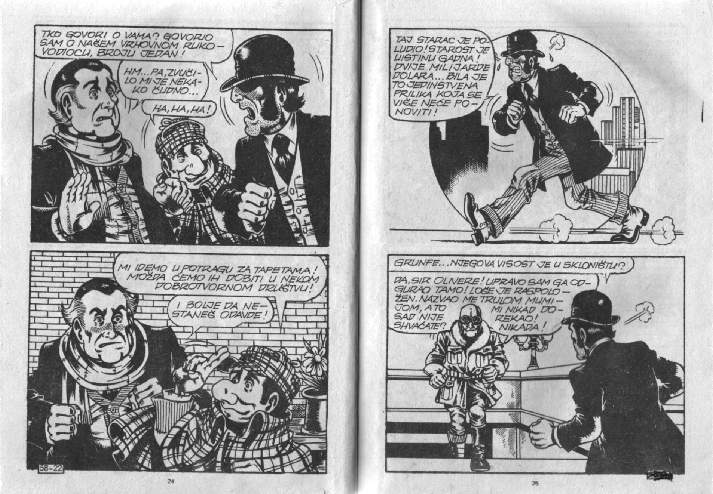 TKO GOVORI O VAMA? GOVORIO
SAM O NAŠEM VRHOVNOM RUKO-
VODIOCU, BROJU JEDAN!
HM... PA, ZVUČI-
LO MI JE NEKA-
KO ČUDNO...
HA, HA, HA!
MI IDEMO U POTRAGU ZA TAPETAMA!
MOŽDA ĆEMO IH DOBITI U NEKOM
DOBROTVORNOM DRUŠTVU!
I BOLJE DA NE-
STANEŠ ODAVDE!
56-22
24
TAJ STARAC JE PO-
LUDIO! STAROST JE
UISTINU GADNA!
DVIJE MILIJARDE
DOLARA... BILA JE
TO JEDINSTVENA
PRILIKA KOJA SE
VIŠE NEĆE PO-
NOVITI!
GRUNFE... NJEGOVA VISOST JE U SKLONIŠTU?
DA, SIR OLIVERE! UPRAVO SAM GA OD-
GURAO TAMO! LOŠE JE RASPOLO-
ŽEN. NAZVAO ME TRULOM MUMI-
JOM, A TO MI NIKAD DO-
SAD NIJE REKAO!
SHVAĆATE? NIKADA!